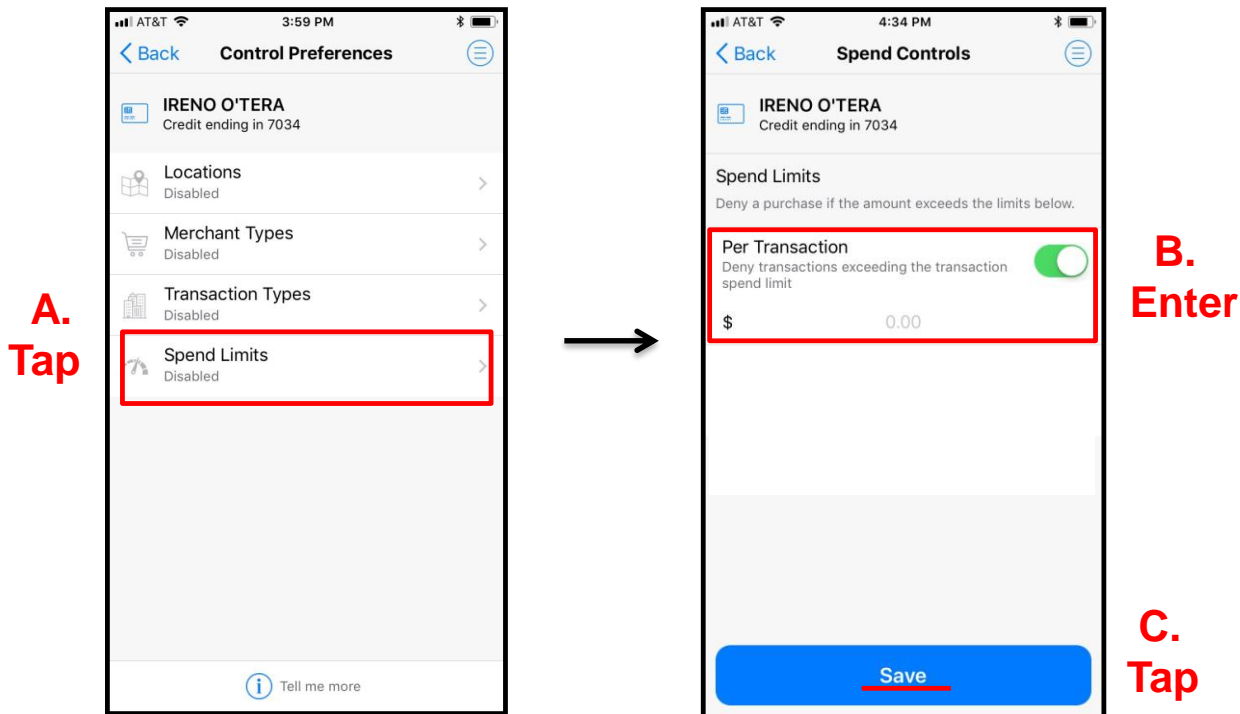 AT&T 3:59 PM
Back Control Preferences
IRENO O'TERA
Credit ending in 7034
Locations
Disabled
Merchant Types
Disabled
Transaction Types
Disabled
Spend Limits
Disabled
Tell me more
A.
Tap
AT&T 4:34 PM
Back Spend Controls
IRENO O'TERA
Credit ending in 7034
Spend Limits
Deny a purchase if the amount exceeds the limits below.
Per Transaction
Deny transactions exceeding the transaction
spend limit
$ 0.00
Save
B.
Enter
C.
Tap